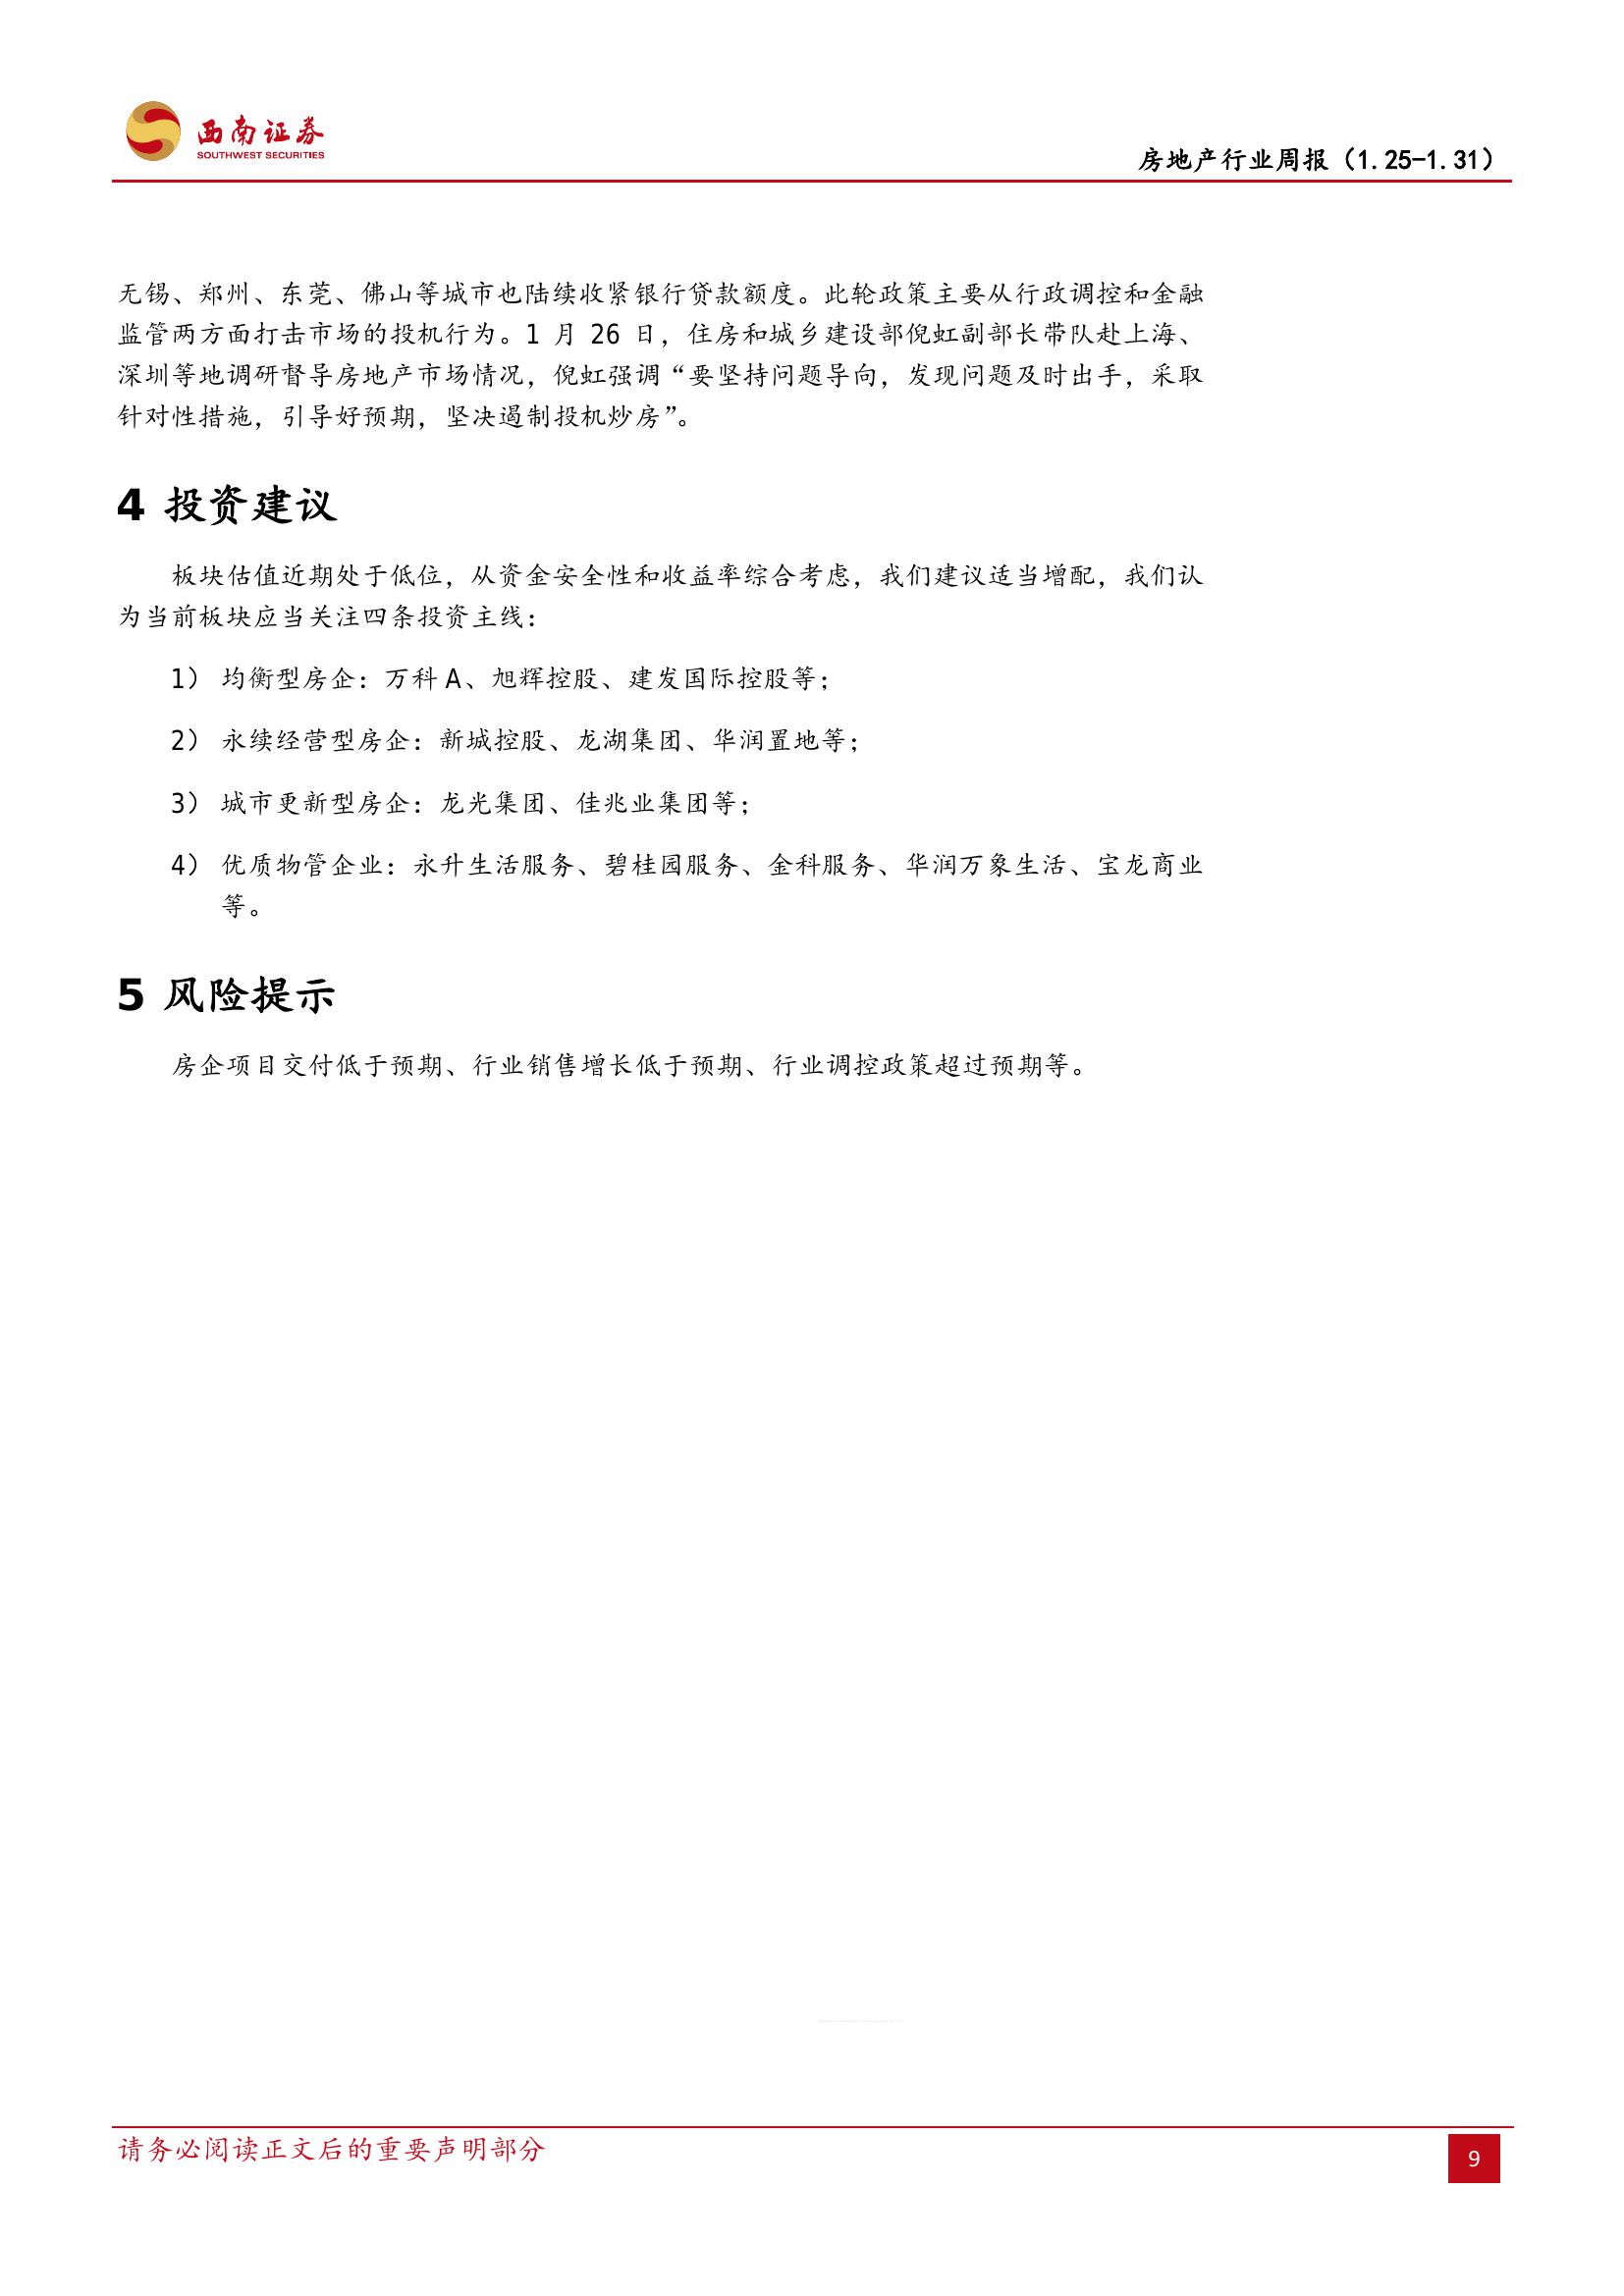 西南证券
SOUTHWEST SECURITIES
房地产行业周报（1.25-1.31）
无锡、郑州、东莞、佛山等城市也陆续收紧银行贷款额度。此轮政策主要从行政调控和金融
监管两方面打击市场的投机行为。1 月 26 日，住房和城乡建设部倪虹副部长带队赴上海、
深圳等地调研督导房地产市场情况，倪虹强调“要坚持问题导向，发现问题及时出手，采取
针对性措施，引导好预期，坚决遏制投机炒房”。
4 投资建议
板块估值近期处于低位，从资金安全性和收益率综合考虑，我们建议适当增配，我们认
为当前板块应当关注四条投资主线：
1） 均衡型房企：万科 A、旭辉控股、建发国际控股等；
2） 永续经营型房企：新城控股、龙湖集团、华润置地等；
3） 城市更新型房企：龙光集团、佳兆业集团等；
4） 优质物管企业：永升生活服务、碧桂园服务、金科服务、华润万象生活、宝龙商业
等。
5 风险提示
房企项目交付低于预期、行业销售增长低于预期、行业调控政策超过预期等。
请务必阅读正文后的重要声明部分
9